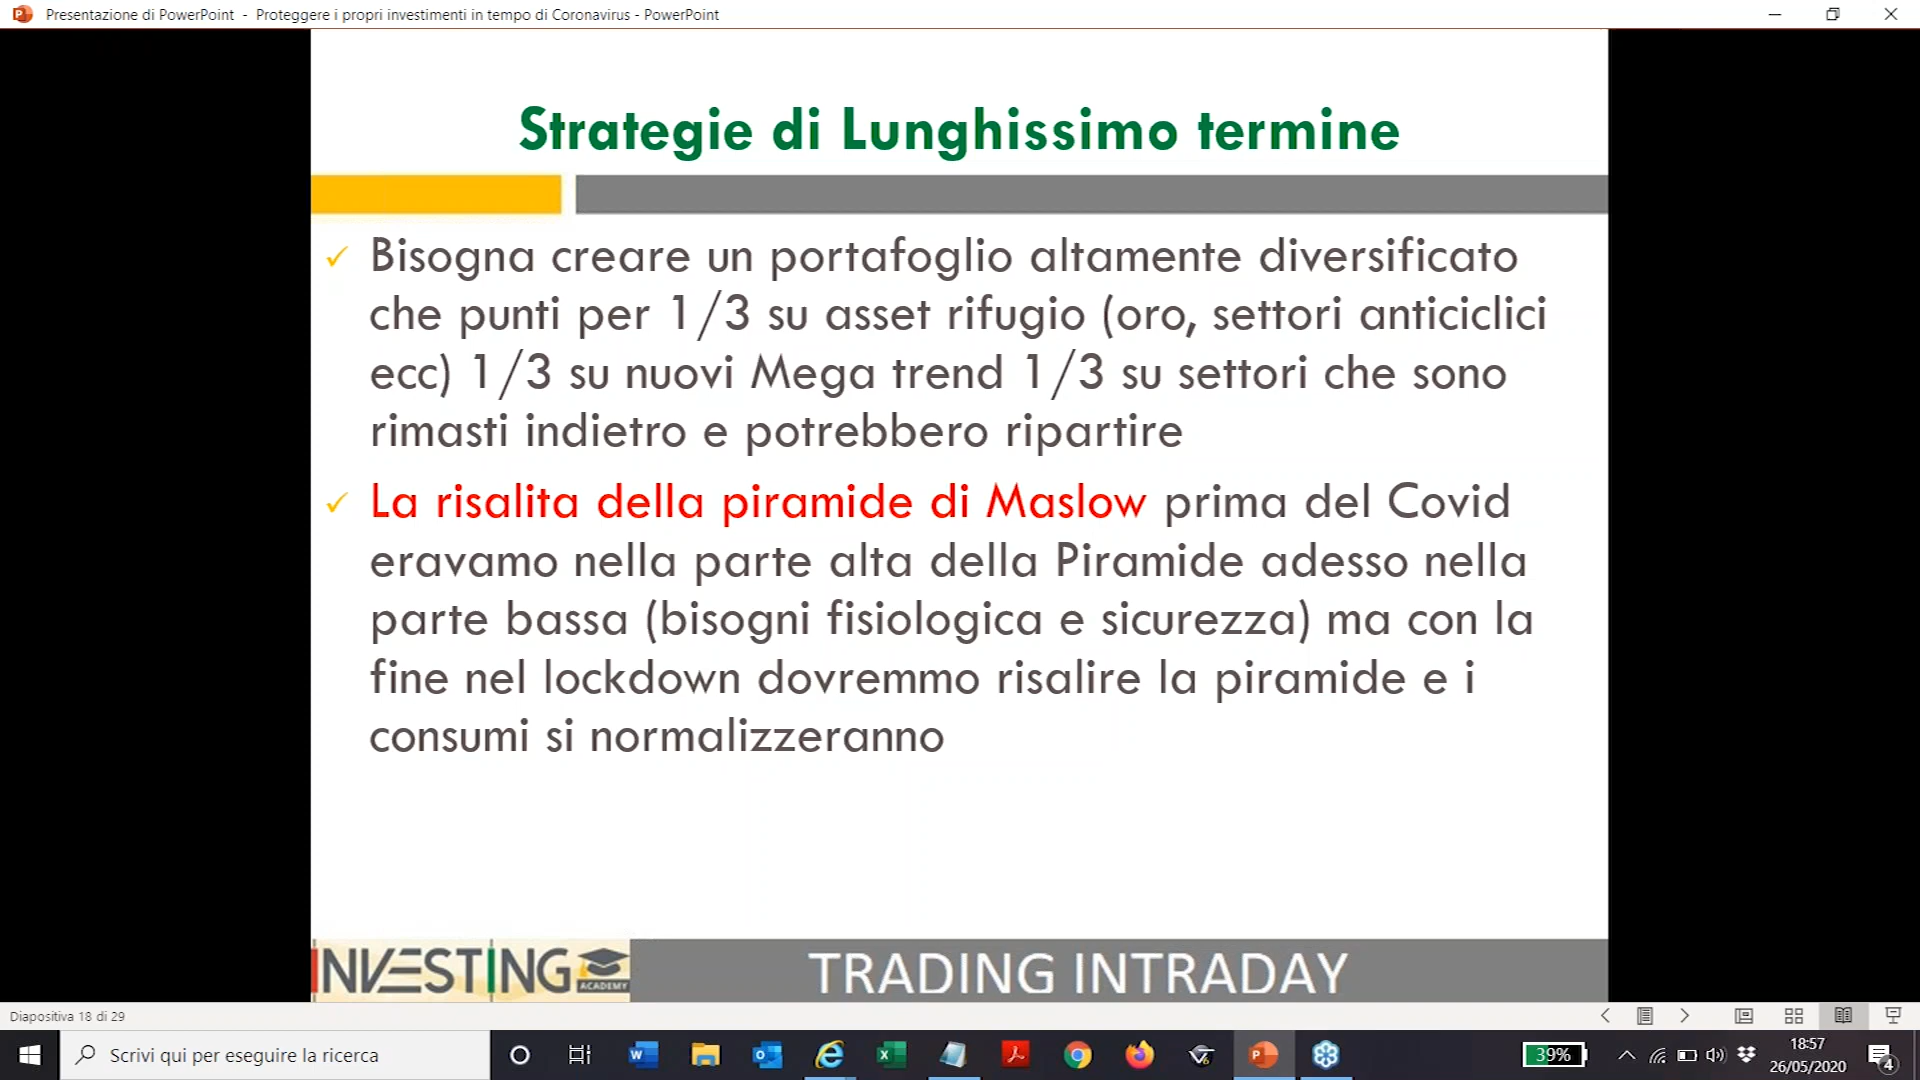 Presentazione di PowerPoint - Proteggere i propri investimenti in tempo di Coronavirus - PowerPoint
Strategie di Lunghissimo termine
Bisogna creare un portafoglio altamente diversificato
che punti per 1/3 su asset rifugio (oro, settori anticiclici
ecc) 1/3 su nuovi Mega trend 1/3 su settori che sono
rimasti indietro e potrebbero ripartire
La risalita della piramide di Maslow prima del Covid
eravamo nella parte alta della Piramide adesso nella
parte bassa (bisogni fisiologica e sicurezza) ma con la
fine nel lockdown dovremmo risalire la piramide e i
consumi si normalizzeranno
INVESTING
ACADEMY
TRADING INTRADAY
Diapositiva 18 di 29
Scrivi qui per eseguire la ricerca
39%
18:57
26/05/2020
4